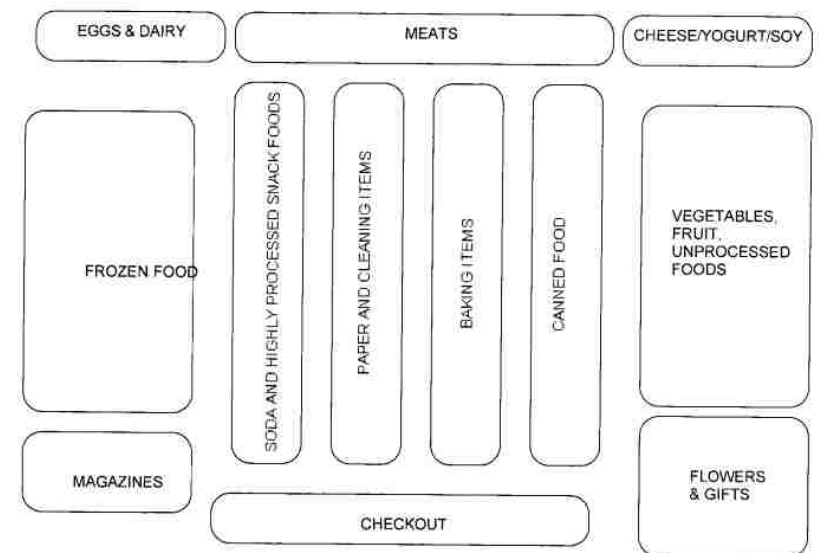 EGGS & DAIRY
MEATS
CHEESE/YOGURT/SOY
SODA AND HIGHLY PROCESSED SNACK FOODS
PAPER AND CLEANING ITEMS
BAKING ITEMS
CANNED FOOD
VEGETABLES,
FRUIT,
UNPROCESSED
FOODS
FROZEN FOOD
MAGAZINES
FLOWERS
& GIFTS
CHECKOUT